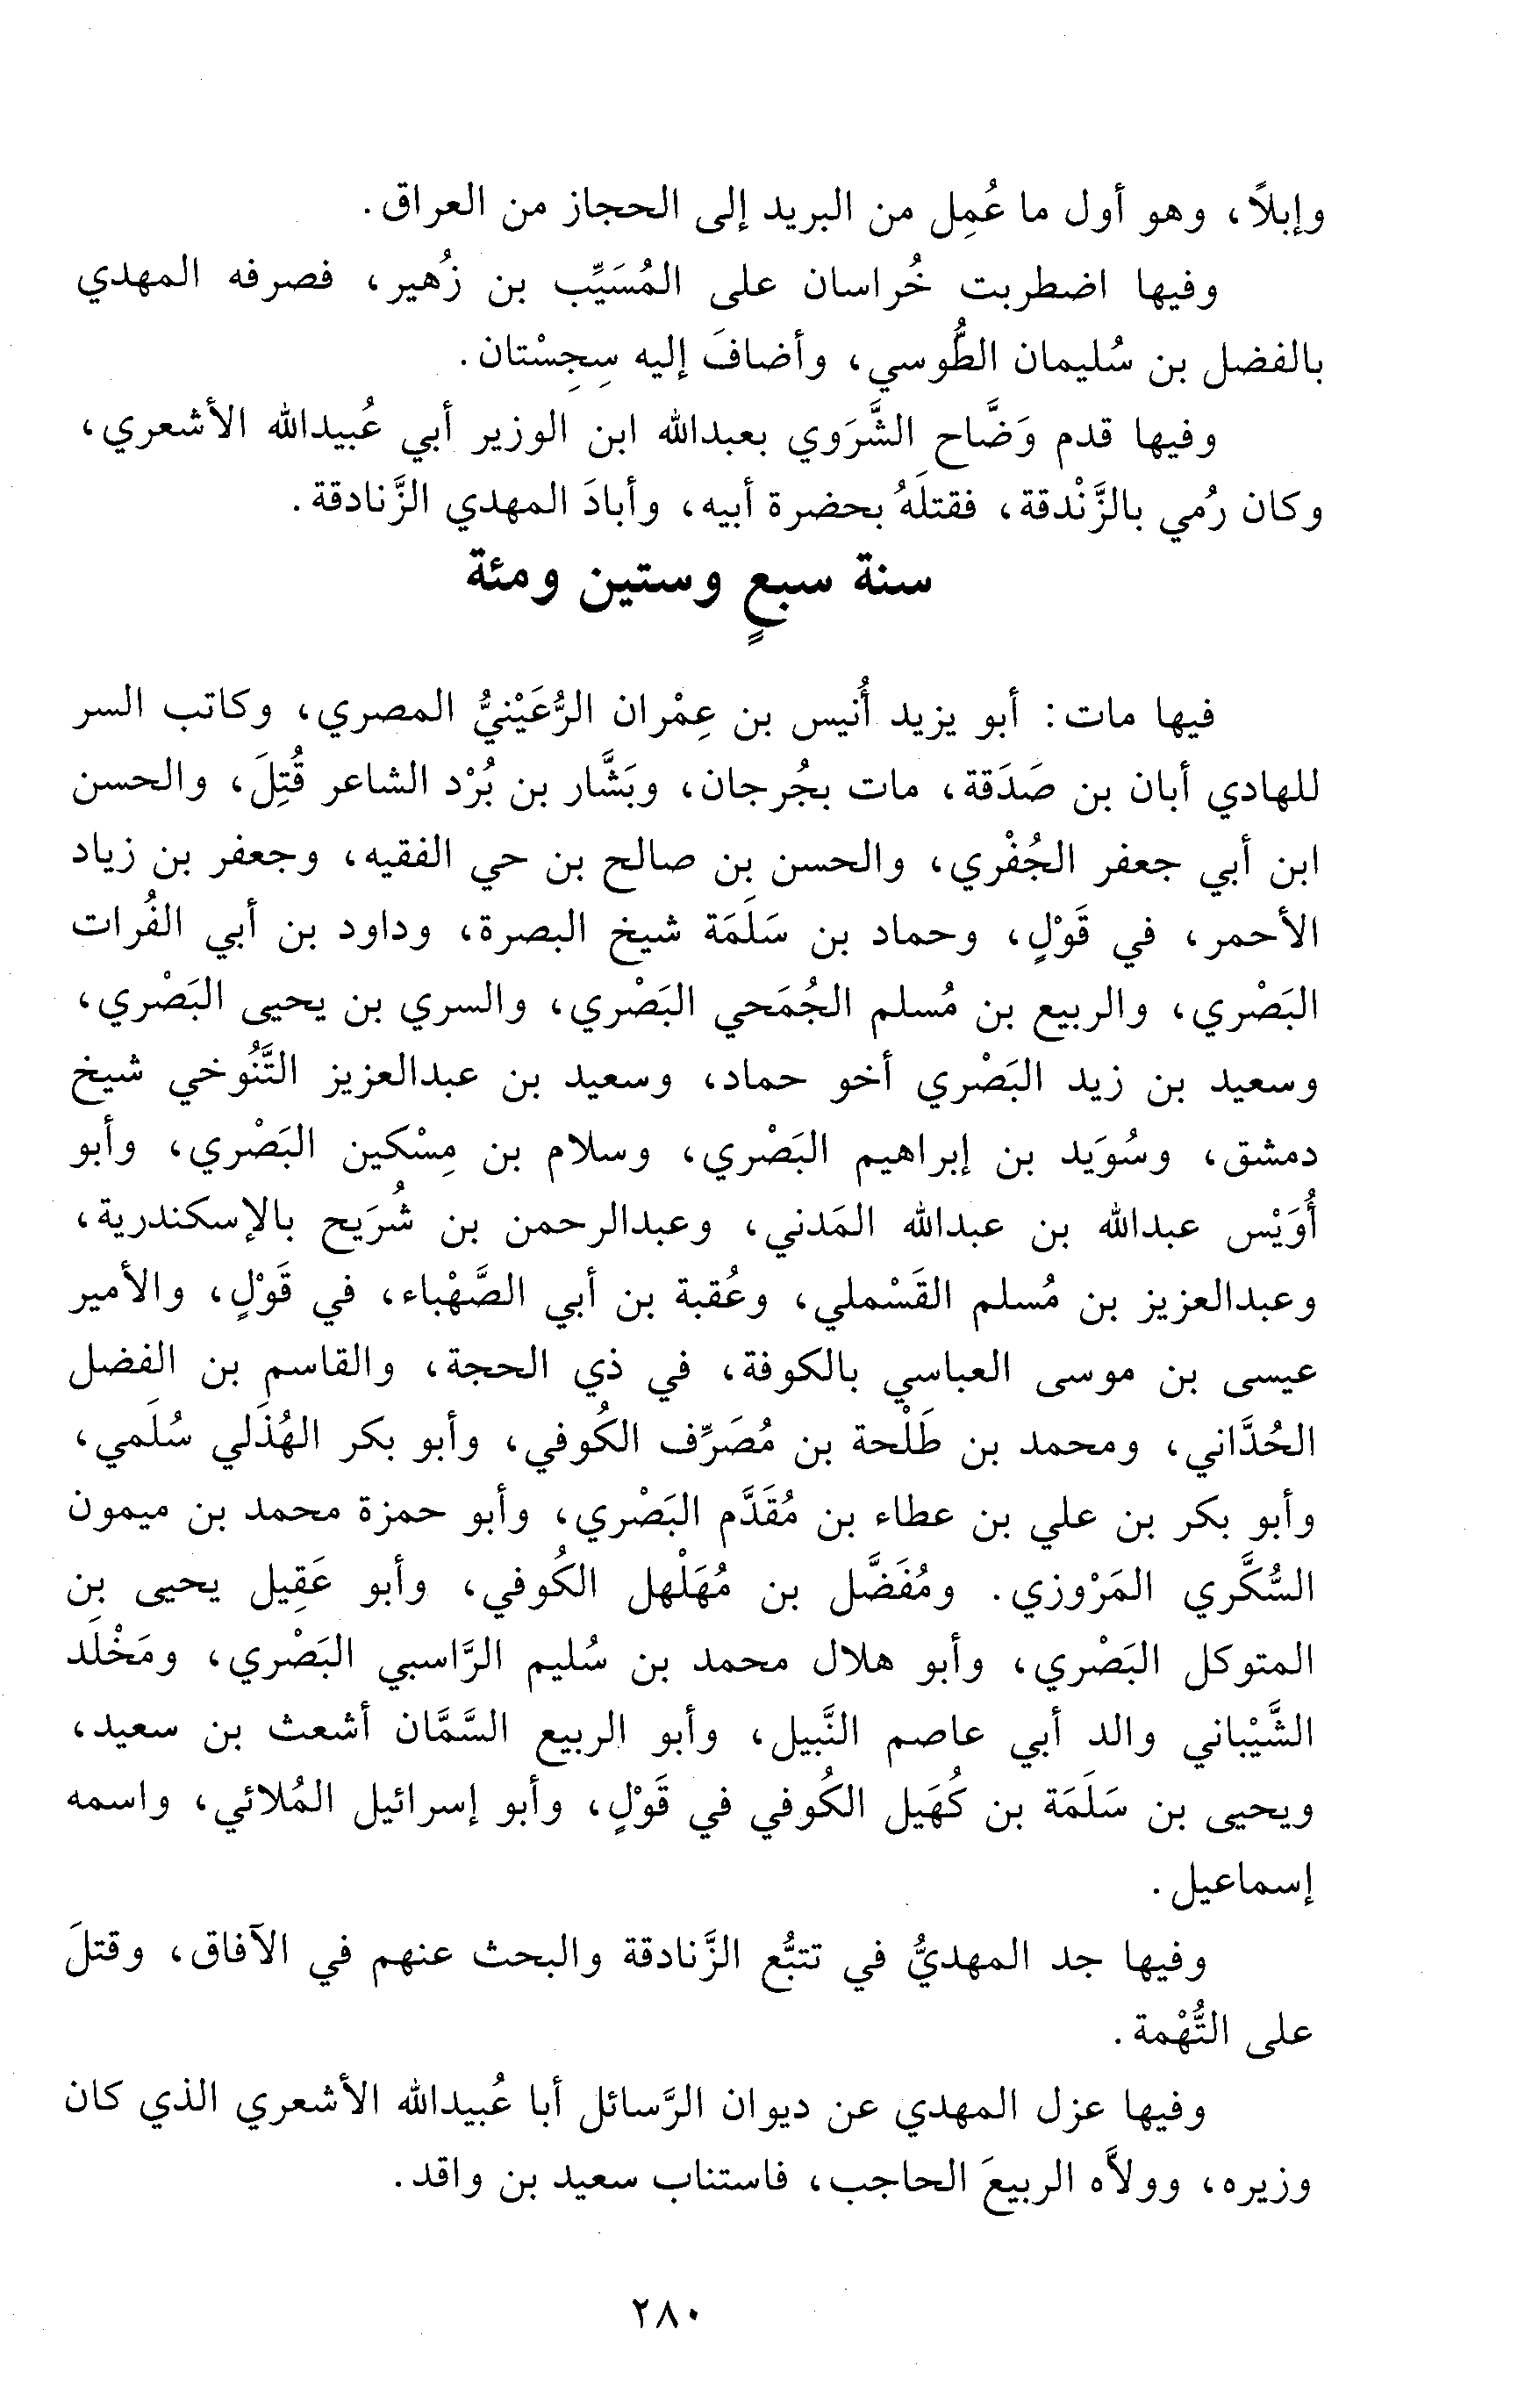 وإبلاً، وهو أول ما عُمِل من البريد إلى الحجاز من العراق.
وفيها اضطربت خُراسان على المُسَيِّب بن زُهير، فصرفه المهدي
بالفضل بن سُليمان الطُّوسي، وأضافَ إليه سِجِسْتان.
وفيها قدم وَضَّاح الشَّرَوي بعبدالله ابن الوزير أبي عُبيدالله الأشعري،
وكان رُمي بالزَّنْدقة، فقتلَهُ بحضرة أبيه، وأبادَ المهدي الزَّنادقة.
سنة سبعٍ وستين ومئة
فيها مات: أبو يزيد أُنيس بن عِمْران الرُّعَيْنيُّ المصري، وكاتب السر
للهادي أبان بن صَدَقة، مات بجُرجان، وبَشَّار بن بُرْد الشاعر قُتِلَ، والحسن
ابن أبي جعفر الجُفْري، والحسن بن صالح بن حي الفقيه، وجعفر بن زياد
الأحمر، في قَوْلٍ، وحماد بن سَلَمَة شيخ البصرة، وداود بن أبي الفُرات
البَصْري، والربيع بن مُسلم الجُمَحي البَصْري، والسري بن يحيى البَصْري،
وسعيد بن زيد البَصْري أخو حماد، وسعيد بن عبدالعزيز التَّنُوخي شيخ
دمشق، وسُوَيد بن إبراهيم البَصْري، وسلام بن مِسْكين البَصْري، وأبو
أُوَيْس عبدالله بن عبدالله المَدني، وعبدالرحمن بن شُرَيح بالإسكندرية،
وعبدالعزيز بن مُسلم القَسْملي، وعُقبة بن أبي الصَّهْباء، في قَوْلٍ، والأمير
عيسى بن موسى العباسي بالكوفة، في ذي الحجة، والقاسم بن الفضل
الحُدَّاني، ومحمد بن طَلْحة بن مُصَرِّف الكُوفي، وأبو بكر الهُذَلي سُلَمي،
وأبو بكر بن علي بن عطاء بن مُقَدَّم البَصْري، وأبو حمزة محمد بن ميمون
السُّكَّري المَرْوزي. ومُفَضَّل بن مُهَلْهل الكُوفي، وأبو عَقِيل يحيى بن
المتوكل البَصْري، وأبو هلال محمد بن سُليم الرَّاسبي البَصْري، ومَخْلَد
الشَّيْباني والد أبي عاصم النَّبيل، وأبو الربيع السَّمَّان أشعث بن سعيد،
ويحيى بن سَلَمَة بن كُهَيل الكُوفي في قَوْلٍ، وأبو إسرائيل المُلائي، واسمه
إسماعيل.
وفيها جد المهديُّ في تتبُّع الزَّنادقة والبحث عنهم في الآفاق، وقتلَ
على التُّهْمة.
وفيها عزل المهدي عن ديوان الرَّسائل أبا عُبيدالله الأشعري الذي كان
وزيره، وولاَّه الربيعَ الحاجب، فاستناب سعيد بن واقد.
٢٨٠